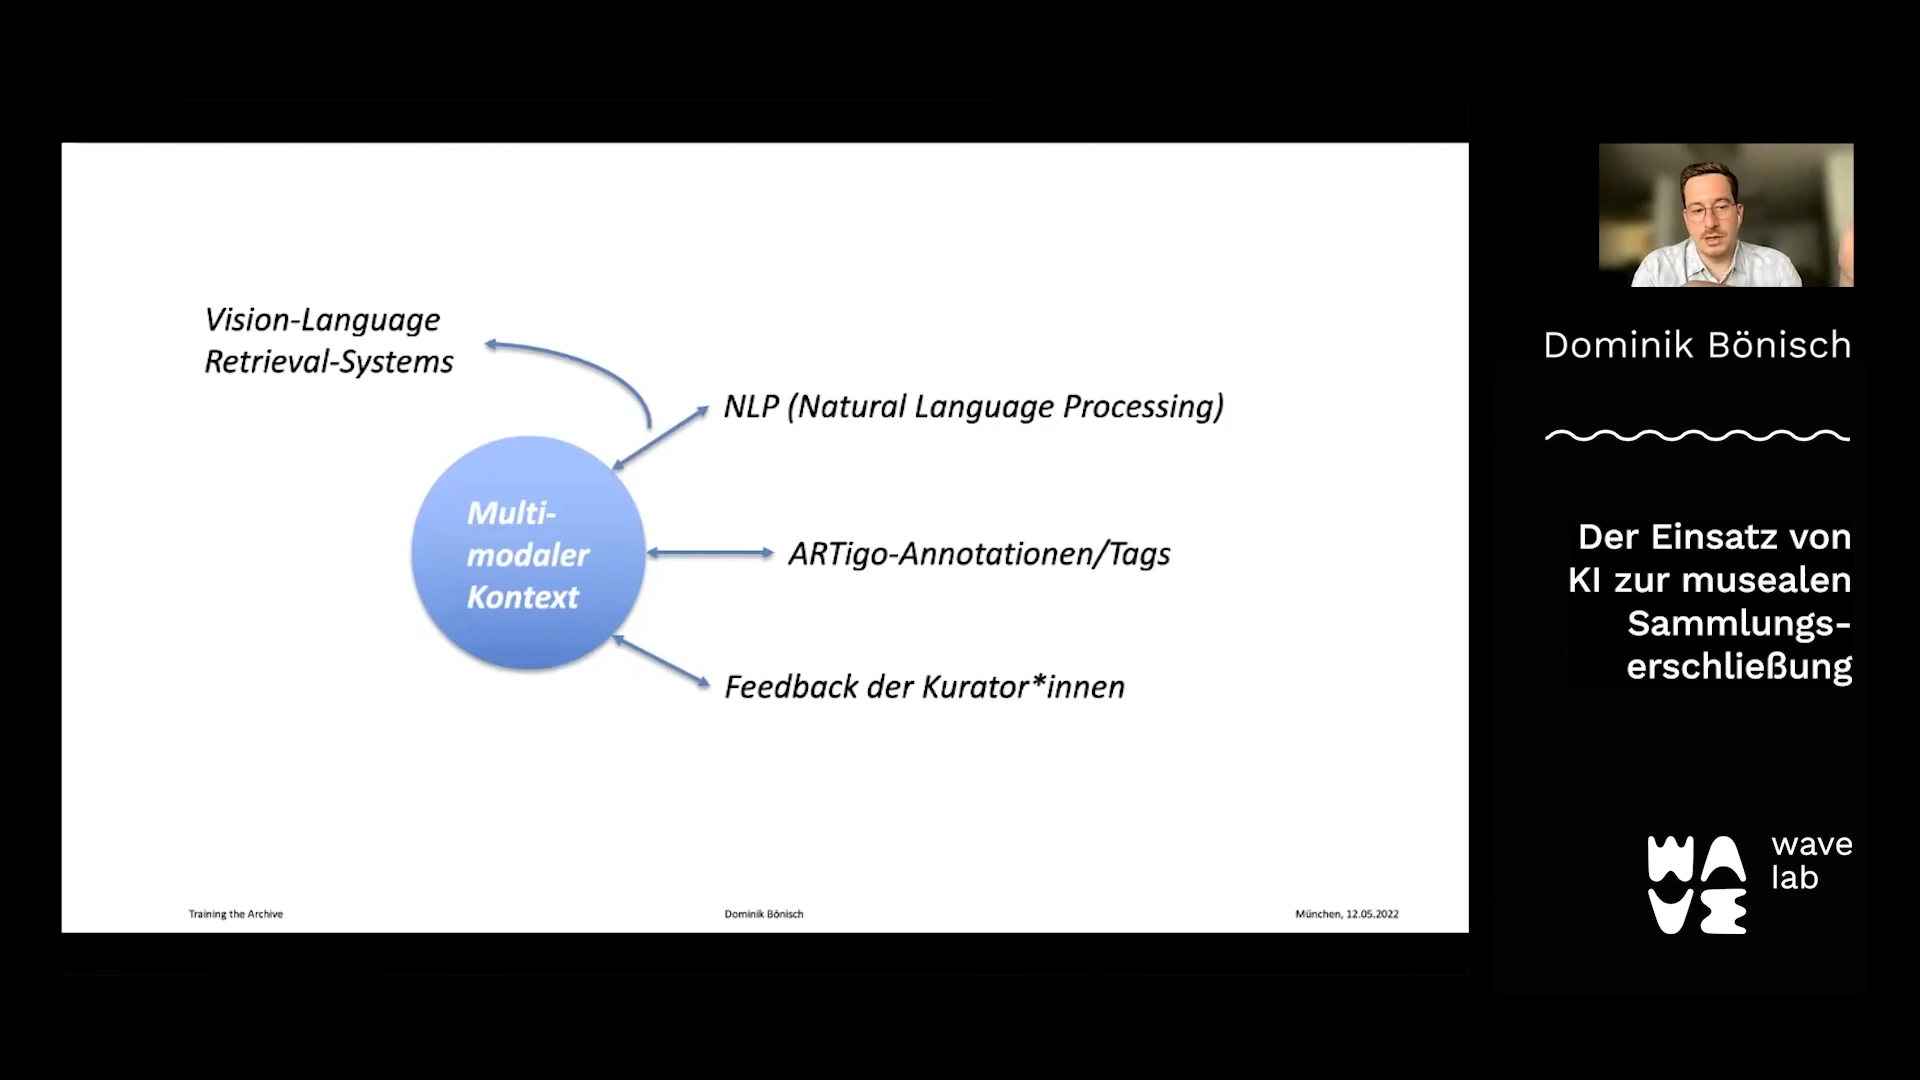 Vision-Language
Retrieval-Systems
NLP (Natural Language Processing)
Multi-
modaler
Kontext
ARTigo-Annotationen/Tags
Feedback der Kurator*innen
Training the Archive
Dominik Bönisch
München, 12.05.2022
Dominik Bönisch
Der Einsatz von
KI zur musealen
Sammlungs-
erschließung
WAVE
wave
lab